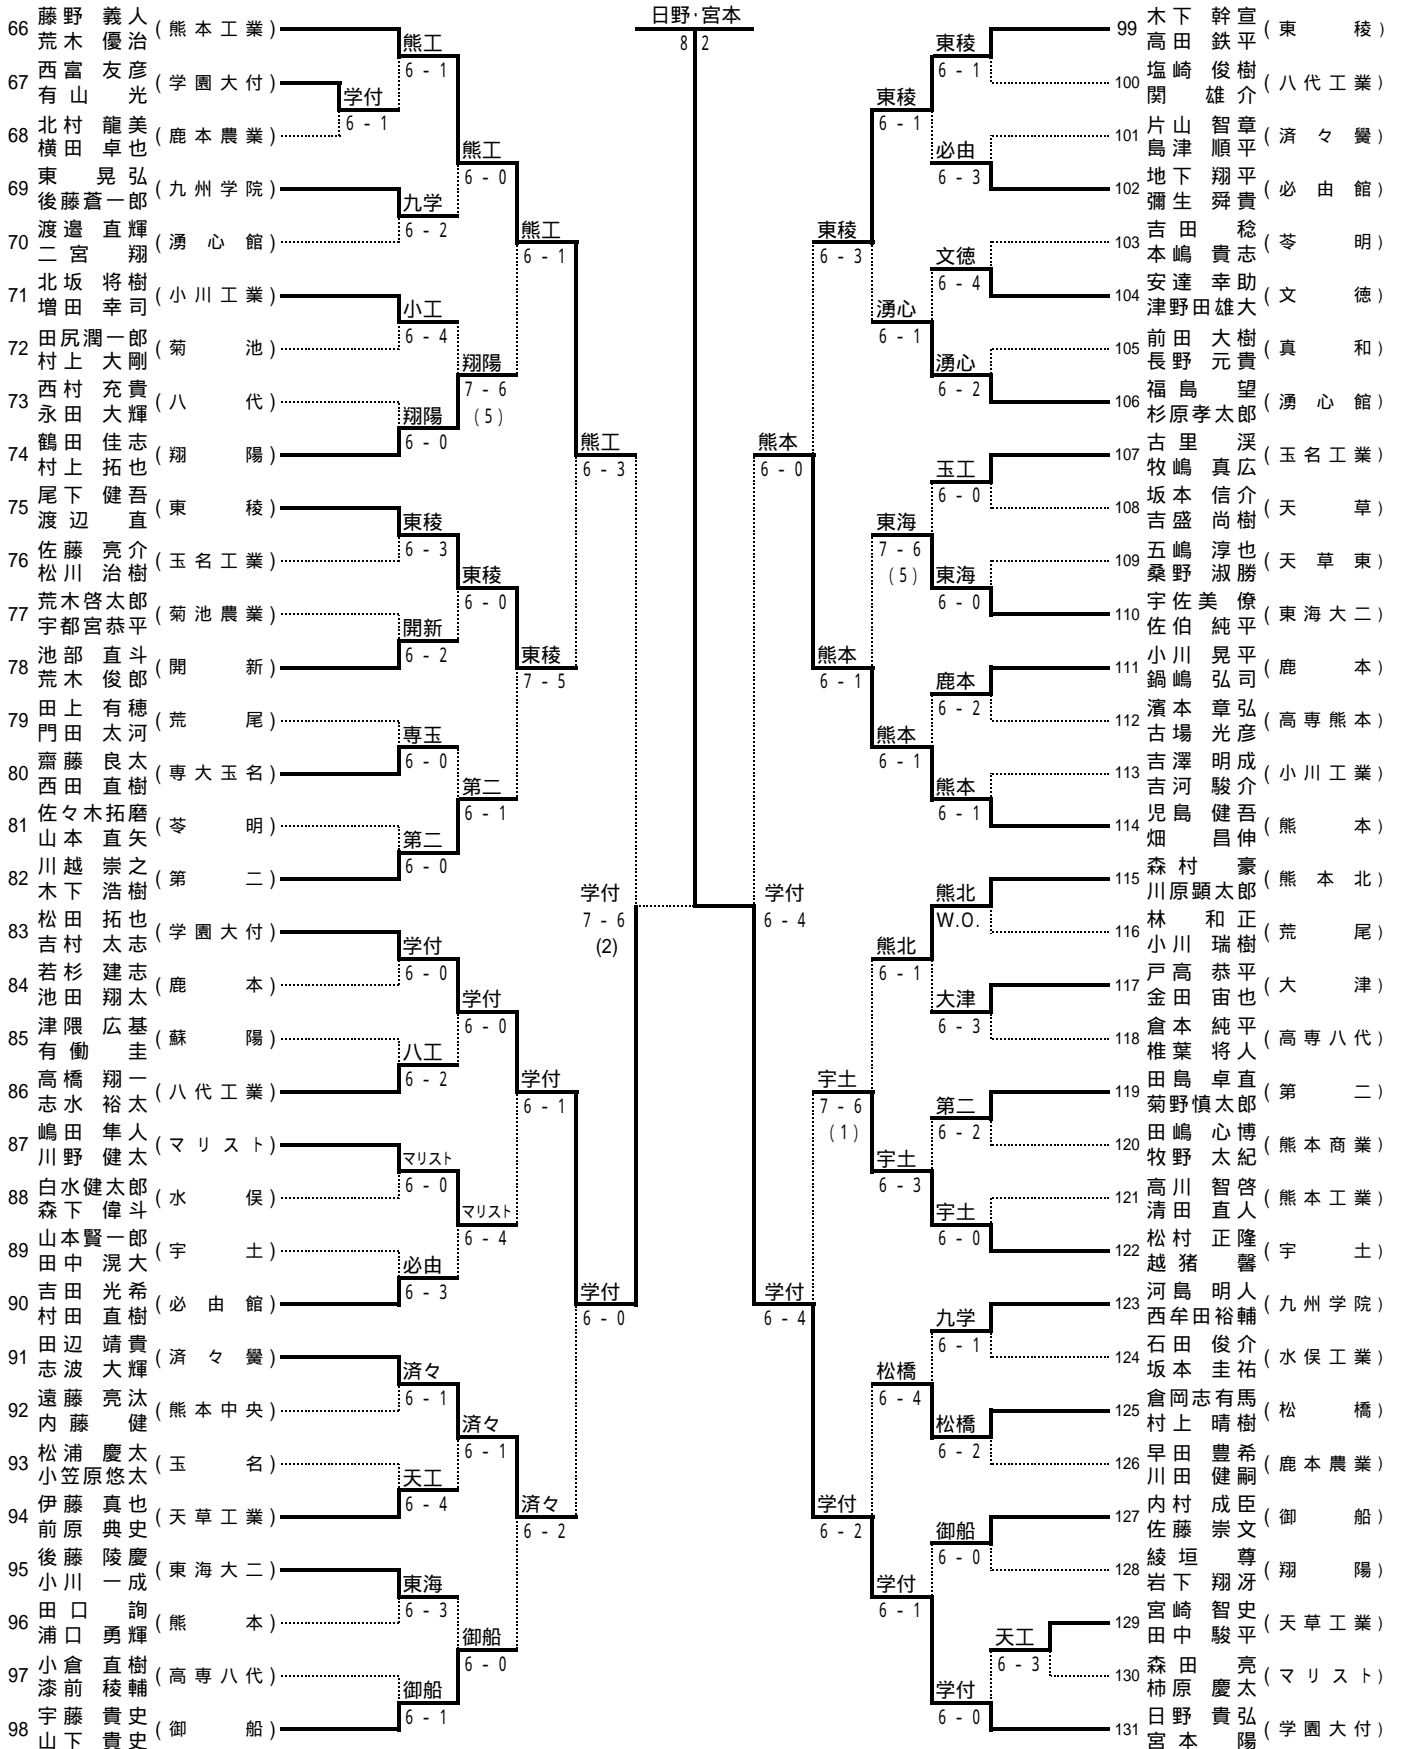 日野･宮本
8 2
66 藤野 義人 荒木 優治 (熊本工業)
67 西富 友彦 有山 光 (学園大付)
68 北村 龍美 横田 卓也 (鹿本農業)
69 東 晃弘 後藤蒼一郎 (九州学院)
70 渡邉 直輝 二宮 翔 (湧心館)
71 北坂 将樹 増田 幸司 (小川工業)
72 田尻潤一郎 村上 大剛 (菊池)
73 西村 充貴 永田 大輝 (八代)
74 鶴田 佳志 村上 拓也 (翔陽)
75 尾下 健吾 渡辺 直 (東稜)
76 佐藤 亮介 松川 治樹 (玉名工業)
77 荒木啓太郎 宇都宮恭平 (菊池農業)
78 池部 直斗 荒木 俊郎 (開新)
79 田上 有穂 門田 太河 (荒尾)
80 齋藤 良太 西田 直樹 (専大玉名)
81 佐々木拓磨 山本 直矢 (苓明)
82 川越 崇之 木下 浩樹 (第二)
83 松田 拓也 吉村 太志 (学園大付)
84 若杉 建志 池田 翔太 (鹿本)
85 津隈 広基 有働 圭 (蘇陽)
86 高橋 翔一 志水 裕太 (八代工業)
87 嶋田 隼人 川野 健太 (マリスト)
88 白水健太郎 森下 偉斗 (水俣)
89 山本賢一郎 田中 滉大 (宇土)
90 吉田 光希 村田 直樹 (必由館)
91 田辺 靖貴 志波 大輝 (済々黌)
92 遠藤 亮汰 内藤 健 (熊本中央)
93 松浦 慶太 小笠原悠太 (玉名)
94 伊藤 真也 前原 典史 (天草工業)
95 後藤 陵慶 小川 一成 (東海大二)
96 田口 詢 浦口 勇輝 (熊本)
97 小倉 直樹 漆前 稜輔 (高専八代)
98 宇藤 貴史 山下 貴史 (御船)
学付
6 - 1
熊工
6 - 1
九学
6 - 2
小工
6 - 4
翔陽
6 - 0
東稜
6 - 3
開新
6 - 2
専玉
6 - 0
第二
6 - 0
学付
6 - 0
八工
6 - 2
マリスト
6 - 0
必由
6 - 3
済々
6 - 1
天工
6 - 4
東海
6 - 3
御船
6 - 1
熊工
6 - 0
翔陽
7 - 6
(5)
東稜
6 - 0
第二
6 - 1
学付
6 - 0
マリスト
6 - 4
済々
6 - 1
御船
6 - 0
熊工
6 - 1
東稜
7 - 5
学付
6 - 1
済々
6 - 2
熊工
6 - 3
学付
6 - 0
学付
7 - 6
(2)
学付
6 - 4
熊本
6 - 0
学付
6 - 4
東稜
6 - 3
熊本
6 - 1
宇土
7 - 6
(1)
学付
6 - 2
東稜
6 - 1
湧心
6 - 1
東海
7 - 6
(5)
熊本
6 - 1
熊北
6 - 1
宇土
6 - 3
松橋
6 - 4
学付
6 - 1
東稜
6 - 1
必由
6 - 3
文徳
6 - 4
湧心
6 - 2
玉工
6 - 0
東海
6 - 0
鹿本
6 - 2
熊本
6 - 1
熊北
W.O.
大津
6 - 3
第二
6 - 2
宇土
6 - 0
九学
6 - 1
松橋
6 - 2
御船
6 - 0
学付
6 - 0
天工
6 - 3
99 木下 幹宣 高田 鉄平 (東稜)
100 塩崎 俊樹 関 雄介 (八代工業)
101 片山 智章 島津 順平 (済々黌)
102 地下 翔平 彌生 舜貴 (必由館)
103 吉田 稔 本嶋 貴志 (苓明)
104 安達 幸助 津野田雄大 (文徳)
105 前田 大樹 長野 元貴 (真和)
106 福島 望 杉原孝太郎 (湧心館)
107 古里 渓 牧嶋 真広 (玉名工業)
108 坂本 信介 吉盛 尚樹 (天草)
109 五嶋 淳也 桑野 淑勝 (天草東)
110 宇佐美 僚 佐伯 純平 (東海大二)
111 小川 晃平 鍋嶋 弘司 (鹿本)
112 濱本 章弘 古場 光彦 (高専熊本)
113 吉澤 明成 吉河 駿介 (小川工業)
114 児島 健吾 畑 昌伸 (熊本)
115 森村 豪 川原顕太郎 (熊本北)
116 林 和正 小川 瑞樹 (荒尾)
117 戸高 恭平 金田 宙也 (大津)
118 倉本 純平 椎葉 将人 (高専八代)
119 田島 卓直 菊野慎太郎 (第二)
120 田嶋 心博 牧野 太紀 (熊本商業)
121 高川 智啓 清田 直人 (熊本工業)
122 松村 正隆 越猪 馨 (宇土)
123 河島 明人 西牟田裕輔 (九州学院)
124 石田 俊介 坂本 圭祐 (水俣工業)
125 倉岡志有馬 村上 晴樹 (松橋)
126 早田 豊希 川田 健嗣 (鹿本農業)
127 内村 成臣 佐藤 崇文 (御船)
128 綾垣 尊 岩下 翔冴 (翔陽)
129 宮崎 智史 田中 駿平 (天草工業)
130 森田 亮 柿原 慶太 (マリスト)
131 日野 貴弘 宮本 陽 (学園大付)